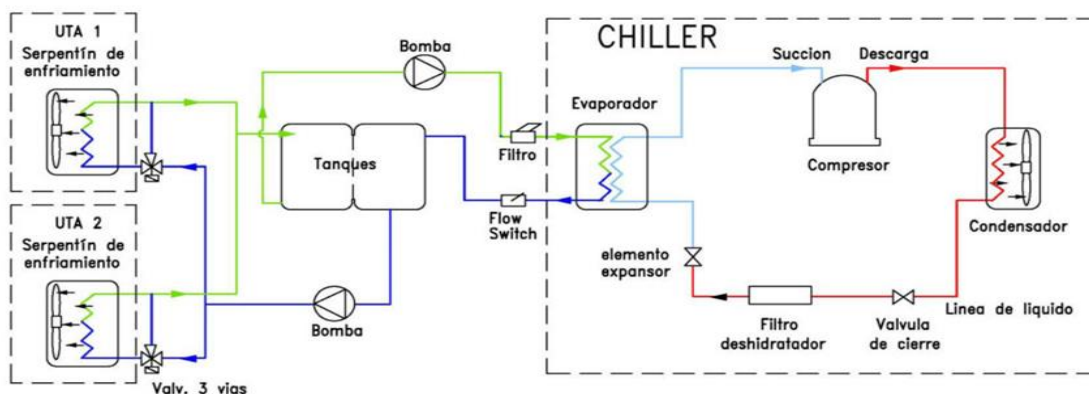 UTA 1
Serpentín de
enfriamiento
UTA 2
Serpentín de
enfriamiento
Valv. 3 vias
Bomba
Tanques
Bomba
Filtro
Flow
Switch
CHILLER
Evaporador
Succion
Descarga
Compresor
Condensador
elemento
expansor
Filtro
deshidratador
Valvula
de cierre
Linea de liquido